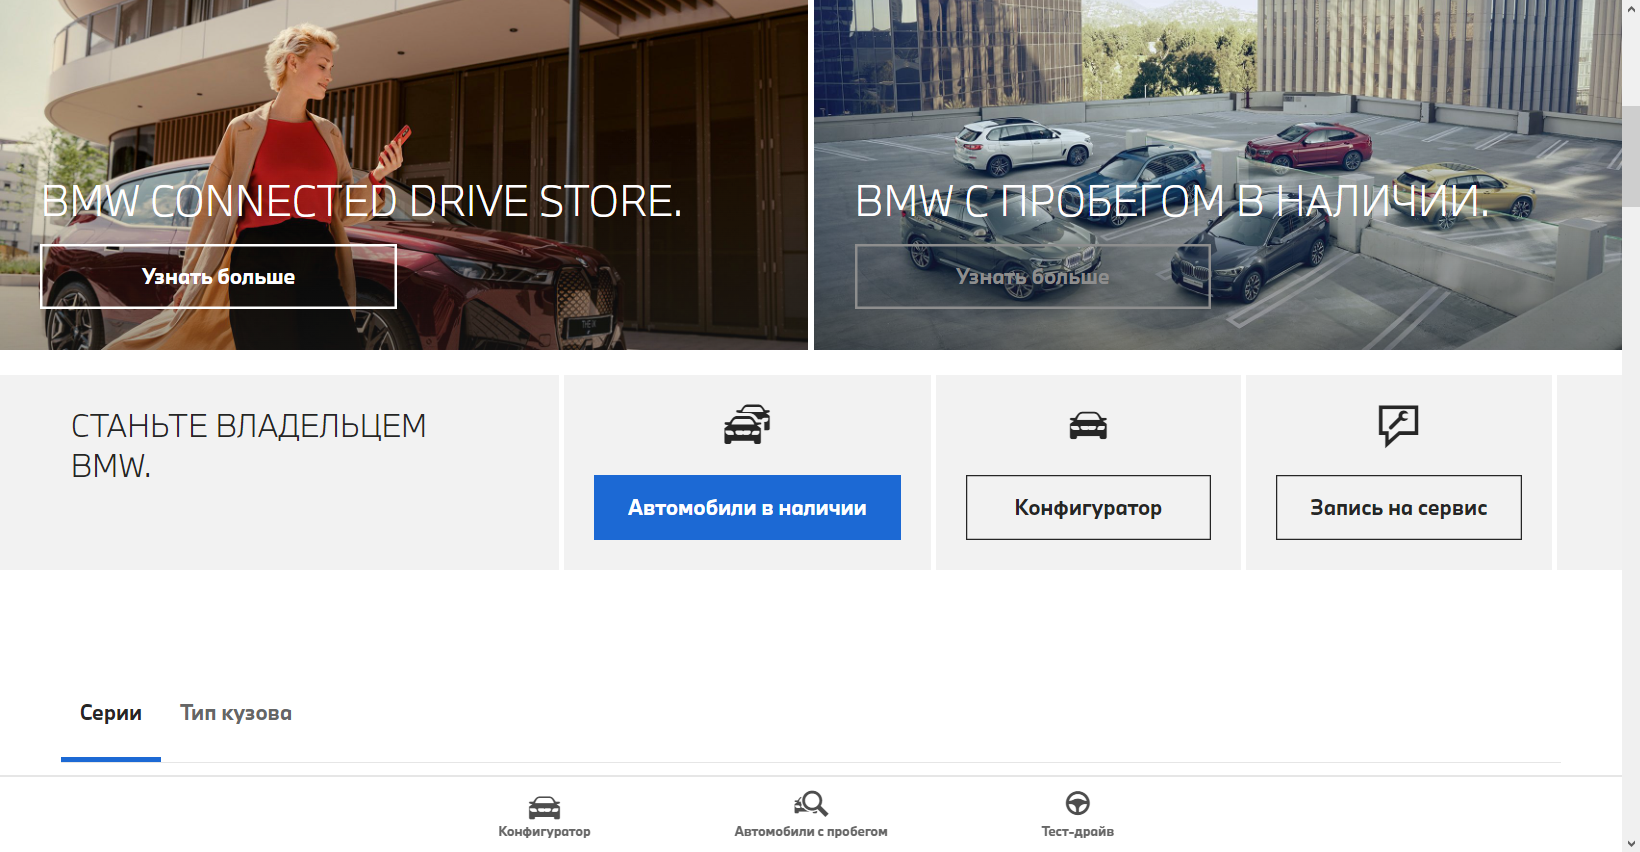 BMW CONNECTED DRIVE STORE.
Узнать больше
BMW С ПРОБЕГОМ В НАЛИЧИИ.
Узнать больше
СТАНЬТЕ ВЛАДЕЛЬЦЕМ
BMW.
Автомобили в наличии
Конфигуратор
Запись на сервис
Серии
Тип кузова
Конфигуратор
Автомобили с пробегом
Тест-драйв